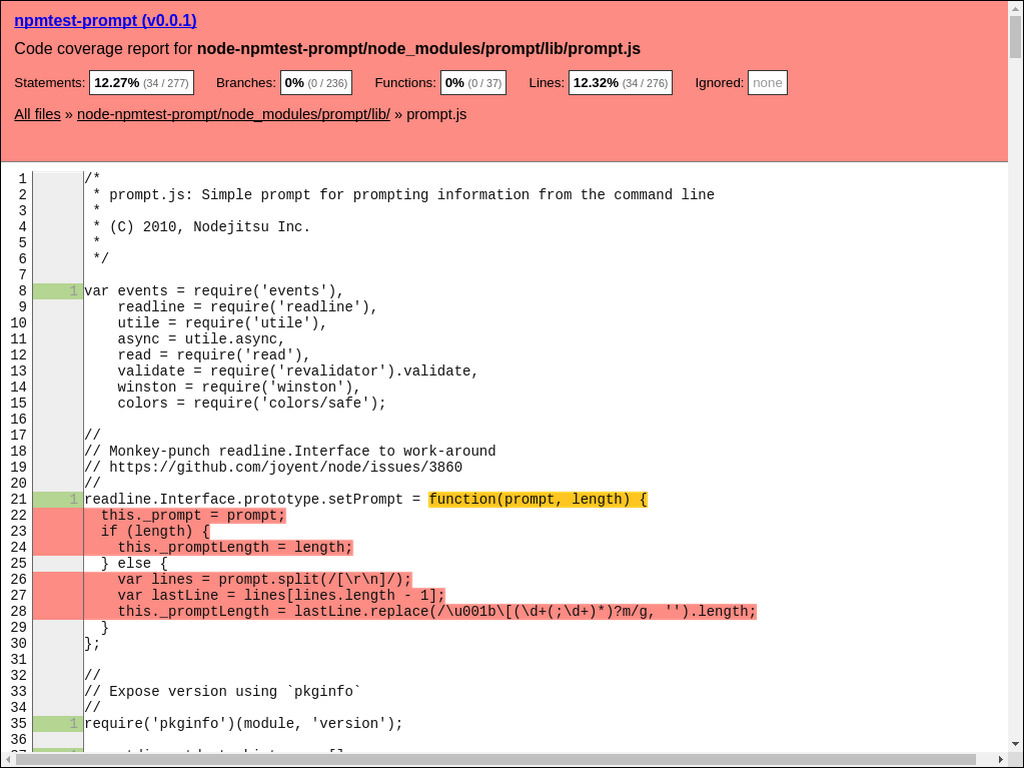 npmtest-prompt (v0.0.1)
Code coverage report for node-npmtest-prompt/node_modules/prompt/lib/prompt.js
Statements: 12.27% (34 / 277) Branches: 0% (0 / 236) Functions: 0% (0 / 37) Lines: 12.32% (34 / 276) Ignored: none
All files » node-npmtest-prompt/node_modules/prompt/lib/ » prompt.js
1 /*
2 * prompt.js: Simple prompt for prompting information from the command line
3 *
4 * (C) 2010, Nodejitsu Inc.
5 *
6 */
7
8 1 var events = require('events'),
9 readline = require('readline'),
10 utile = require('utile'),
11 async = utile.async,
12 read = require('read'),
13 validate = require('revalidator').validate,
14 winston = require('winston'),
15 colors = require('colors/safe');
16
17 //
18 // Monkey-punch readline.Interface to work-around
19 // https://github.com/joyent/node/issues/3860
20 //
21 1 readline.Interface.prototype.setPrompt = function(prompt, length) {
22 this._prompt = prompt;
23 if (length) {
24 this._promptLength = length;
25 } else {
26 var lines = prompt.split(/[\r\n]/);
27 var lastLine = lines[lines.length - 1];
28 this._promptLength = lastLine.replace(/\u001b\[(\d+(;\d+)*)?m/g, '').length;
29 }
30 };
31
32 //
33 // Expose version using `pkginfo`
34 //
35 1 require('pkginfo')(module, 'version');
36